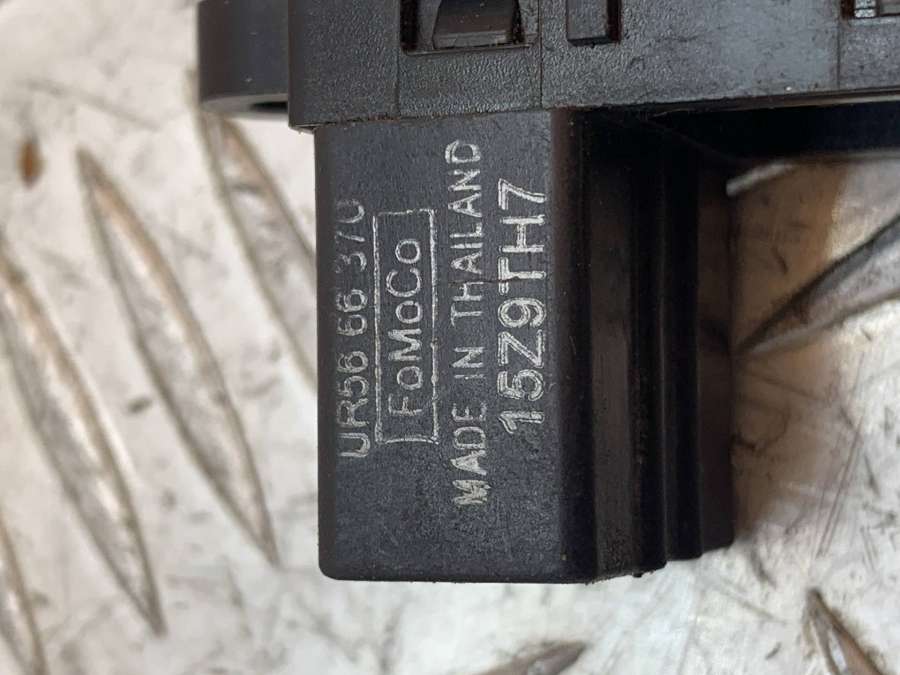 UR56 66 370
FoMoCo
MADE IN THAILAND
15Z9TH7